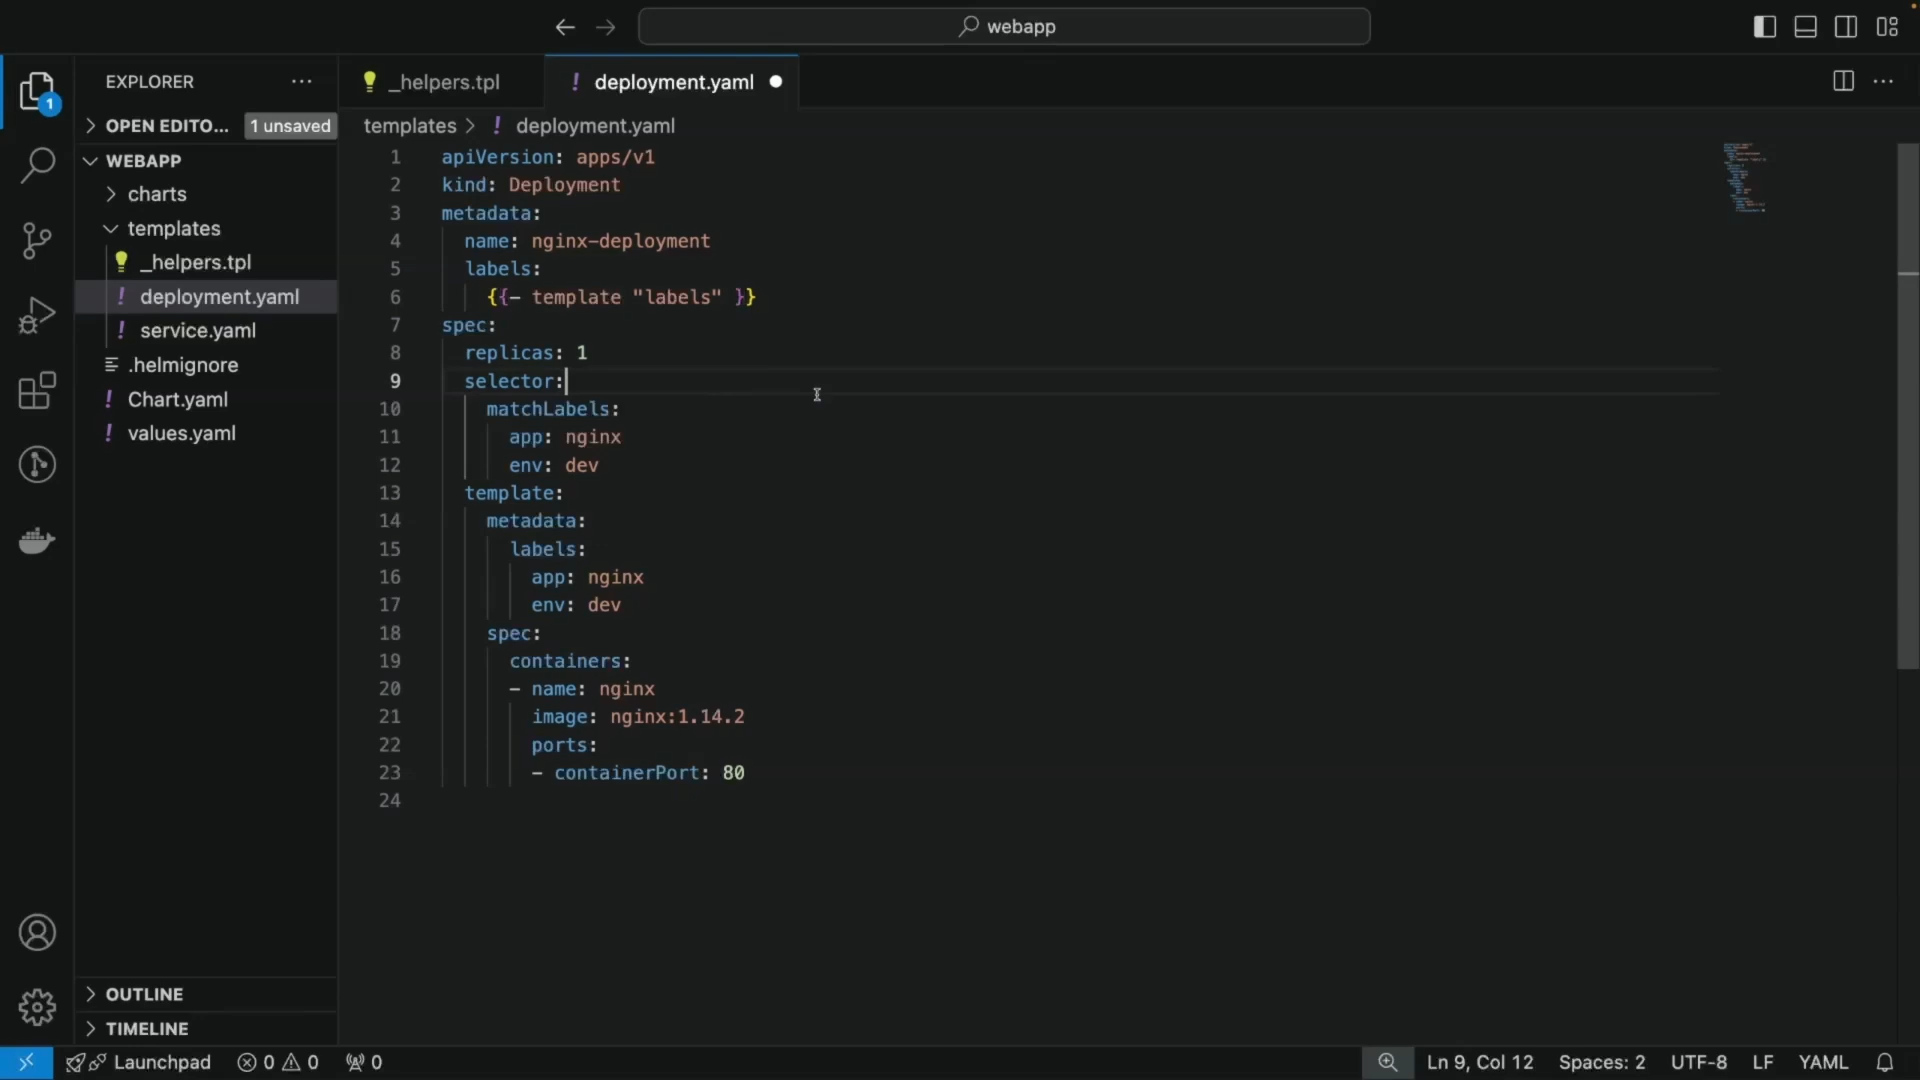 webapp
EXPLORER
_helpers.tpl
! deployment.yaml
OPEN EDITO... 1 unsaved
templates > ! deployment.yaml
WEBAPP
charts
templates
_helpers.tpl
! deployment.yaml
! service.yaml
.helmignore
! Chart.yaml
! values.yaml
1 apiVersion: apps/v1
2 kind: Deployment
3 metadata:
4   name: nginx-deployment
5   labels:
6     {{- template "labels" }}
7 spec:
8   replicas: 1
9   selector:
10     matchLabels:
11       app: nginx
12       env: dev
13   template:
14     metadata:
15       labels:
16         app: nginx
17         env: dev
18     spec:
19       containers:
20       - name: nginx
21         image: nginx:1.14.2
22         ports:
23         - containerPort: 80
24
1
OUTLINE
TIMELINE
Launchpad 0 0 0 Ln 9, Col 12 Spaces: 2 UTF-8 LF YAML